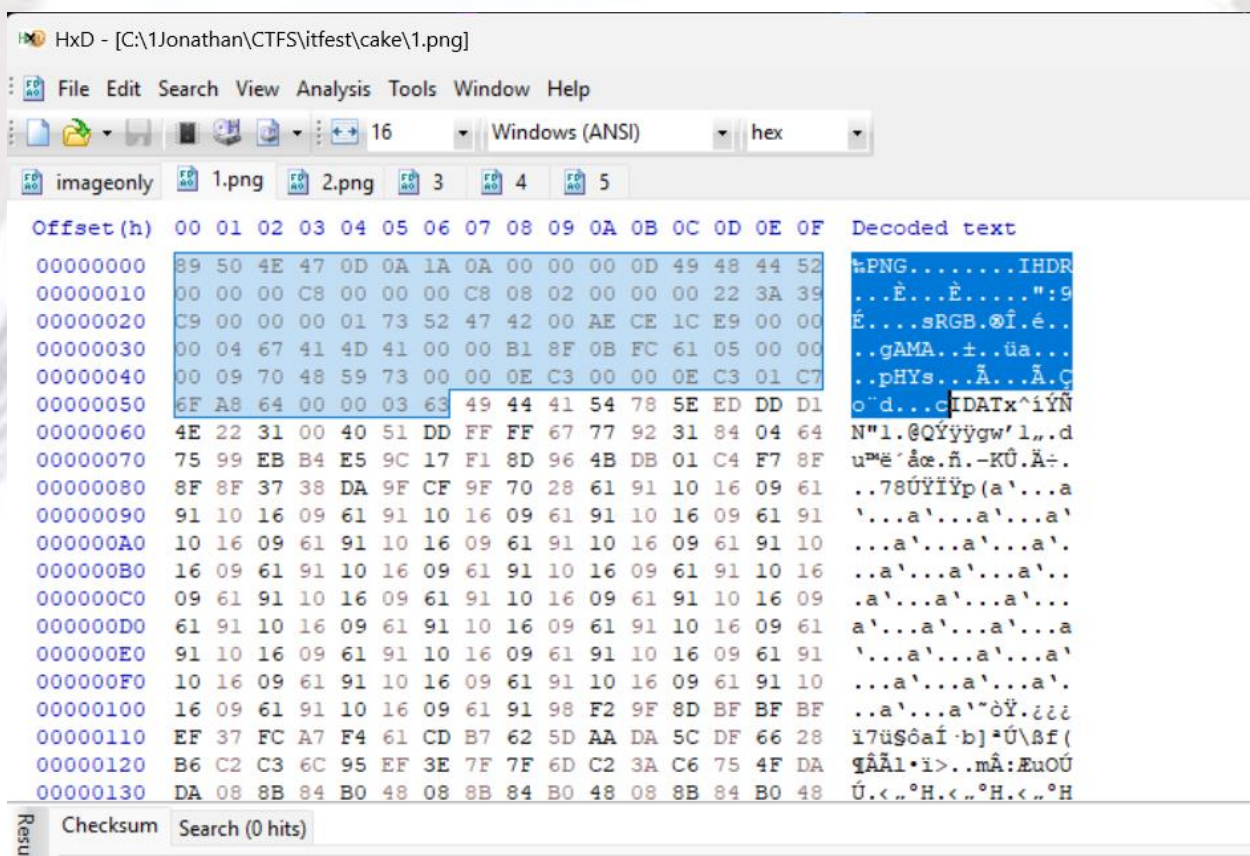 HxD - [C:\1Jonathan\CTFS\itfest\cake\1.png]
File Edit Search View Analysis Tools Window Help
16 Windows (ANSI) hex
imageonly 1.png 2.png 3 4 5
Offset(h) 00 01 02 03 04 05 06 07 08 09 0A 0B 0C 0D 0E 0F Decoded text
00000000 89 50 4E 47 0D 0A 1A 0A 00 00 00 0D 49 48 44 52 ‰PNG........IHDR
00000010 00 00 00 C8 00 00 00 C8 08 02 00 00 00 22 3A 39 ...È...È.....":9
00000020 C9 00 00 00 01 73 52 47 42 00 AE CE 1C E9 00 00 É....sRGB.®Î.é..
00000030 00 04 67 41 4D 41 00 00 B1 8F 0B FC 61 05 00 00 ..gAMA..±..üa...
00000040 00 09 70 48 59 73 00 00 0E C3 00 00 0E C3 01 C7 ..pHYs...Ã...Ã.Ç
00000050 6F A8 64 00 00 03 63 49 44 41 54 78 5E ED DD D1 o¨d...cIDATx^íÝÑ
00000060 4E 22 31 00 40 51 DD FF FF 67 77 92 31 84 04 64 N"1.@QÝÿÿgw’1„.d
00000070 75 99 EB B4 E5 9C 17 F1 8D 96 4B DB 01 C4 F7 8F u™ë´åœ.ñ.–KÛ.Ä÷.
00000080 8F 8F 37 38 DA 9F CF 9F 70 28 61 91 10 16 09 61 ..78ÚŸÏŸp(a‘...a
00000090 91 10 16 09 61 91 10 16 09 61 91 10 16 09 61 91 ‘...a‘...a‘...a‘
000000A0 10 16 09 61 91 10 16 09 61 91 10 16 09 61 91 10 ...a‘...a‘...a‘.
000000B0 16 09 61 91 10 16 09 61 91 10 16 09 61 91 10 16 ..a‘...a‘...a‘..
000000C0 09 61 91 10 16 09 61 91 10 16 09 61 91 10 16 09 .a‘...a‘...a‘...
000000D0 61 91 10 16 09 61 91 10 16 09 61 91 10 16 09 61 a‘...a‘...a‘...a
000000E0 91 10 16 09 61 91 10 16 09 61 91 10 16 09 61 91 ‘...a‘...a‘...a‘
000000F0 10 16 09 61 91 10 16 09 61 91 10 16 09 61 91 10 ...a‘...a‘...a‘.
00000100 16 09 61 91 10 16 09 61 91 98 F2 9F 8D BF BF BF ..a‘...a‘˜òŸ.¿¿¿
00000110 EF 37 FC A7 F4 61 CD B7 62 5D AA DA 5C DF 66 28 ï7ü§ôaÍ·b]ªÚ\ßf(
00000120 B6 C2 C3 6C 95 EF 3E 7F 7F 6D C2 3A C6 75 4F DA ¶ÂÃl•ï>..mÂ:ÆuOÚ
00000130 DA 08 8B 84 B0 48 08 8B 84 B0 48 08 8B 84 B0 48 Ú.‹„°H.‹„°H.‹„°H
Resu
Checksum Search (0 hits)